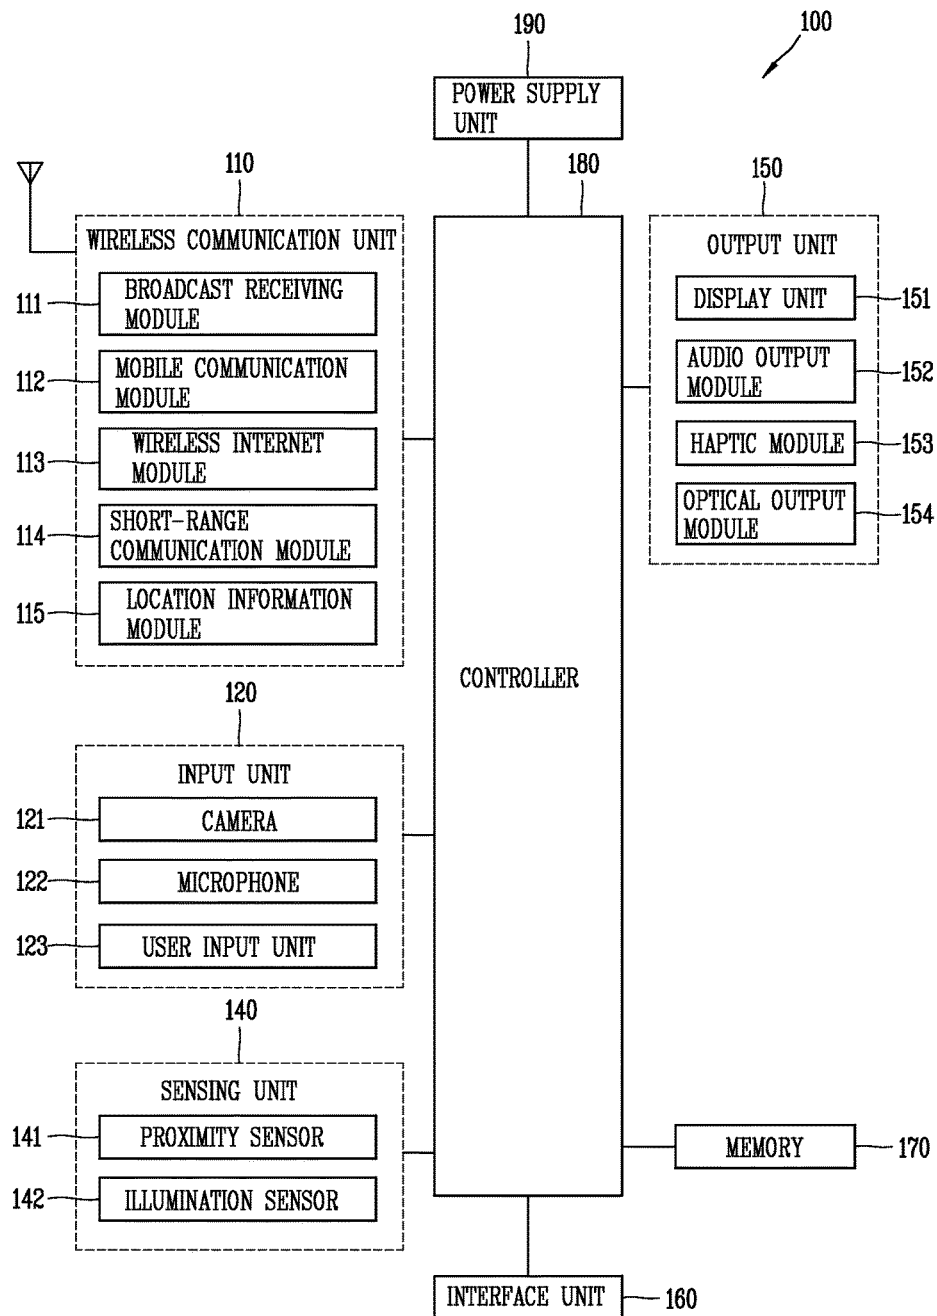 100
190
POWER SUPPLY
UNIT
110
180
150
WIRELESS COMMUNICATION UNIT
111
BROADCAST RECEIVING
MODULE
112
MOBILE COMMUNICATION
MODULE
113
WIRELESS INTERNET
MODULE
114
SHORT-RANGE
COMMUNICATION MODULE
115
LOCATION INFORMATION
MODULE
OUTPUT UNIT
DISPLAY UNIT
151
AUDIO OUTPUT
MODULE
152
HAPTIC MODULE
153
OPTICAL OUTPUT
MODULE
154
CONTROLLER
120
INPUT UNIT
121
CAMERA
122
MICROPHONE
123
USER INPUT UNIT
140
SENSING UNIT
141
PROXIMITY SENSOR
142
ILLUMINATION SENSOR
MEMORY
170
INTERFACE UNIT
160